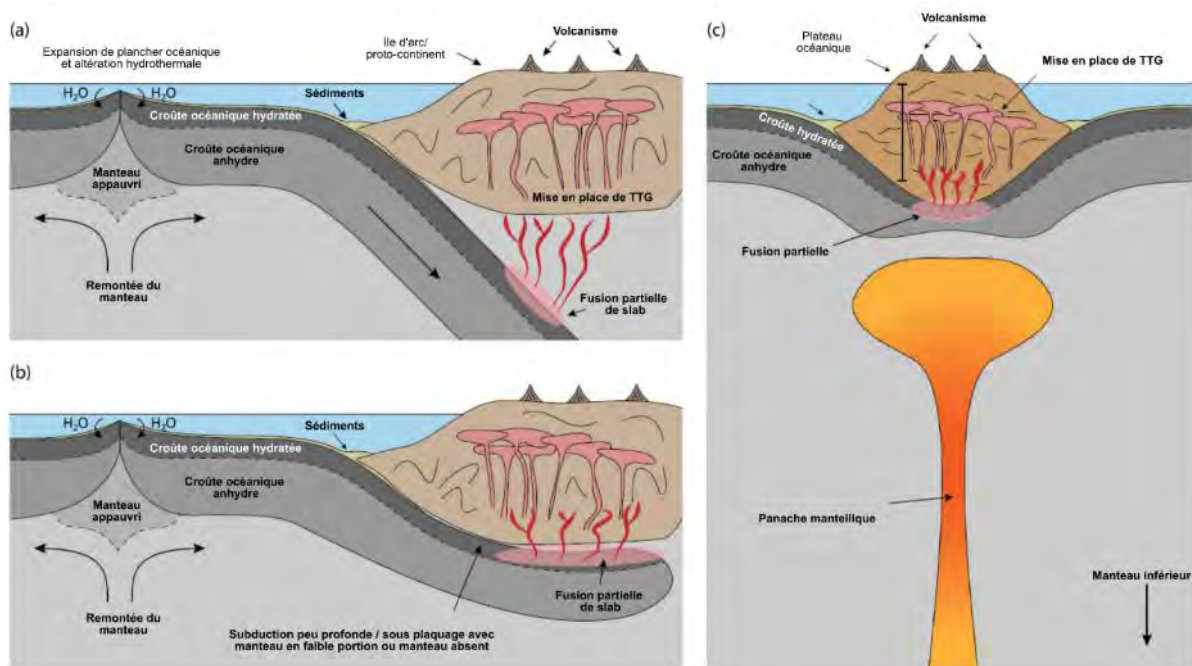 (a)
Expansion de plancher océanique
et altération hydrothermale
H₂O
H₂O
Sédiments
Ile d'arc/
proto-continent
Volcanisme
Croûte océanique hydratée
Croûte océanique
anhydre
Manteau
appauvri
Mise en place de TTG
Remontée du
manteau
Fusion partielle
de slab
(b)
H₂O
H₂O
Sédiments
Croûte océanique hydratée
Croûte océanique
anhydre
Manteau
appauvri
Fusion partielle
de slab
Remontée du
manteau
Subduction peu profonde / sous plaquage avec
manteau en faible portion ou manteau absent
(c)
Volcanisme
Plateau
océanique
Mise en place de TTG
Croûte hydratée
Croûte océanique
anhydre
Fusion partielle
Panache mantellique
Manteau inférieur